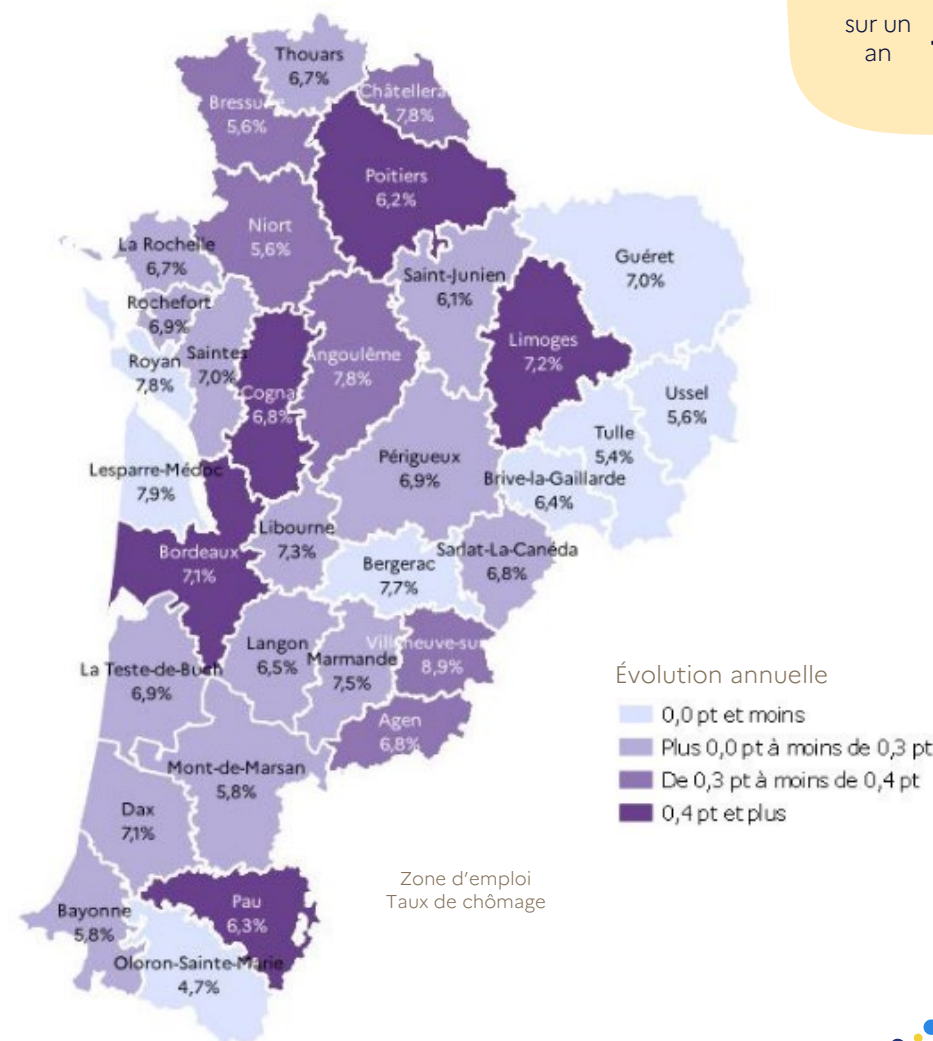 sur un
an
Thouars
6,7%
Châtellera
7,8%
Bressu
5,6%
Poitiers
6,2%
Niort
5,6%
La Rochelle
6,7%
Guéret
7,0%
Saint-Junien
6,1%
Rochefort
6,9%
Limoges
7,2%
Royan
7,8%
Saintes
7,0%
Angoulême
7,8%
Cognac
6,8%
Ussel
5,6%
Tulle
5,4%
Périgueux
6,9%
Lesparre-Médoc
7,9%
Brive-la-Gaillarde
6,4%
Libourne
7,3%
Bordeaux
7,1%
Sarlat-La-Canéda
6,8%
Bergerac
7,7%
Langon
6,5%
Marmande
7,5%
Villeneuve-sur
8,9%
La Teste-de-Buch
6,9%
Agen
6,8%
Mont-de-Marsan
5,8%
Dax
7,1%
Pau
6,3%
Bayonne
5,8%
Oloron-Sainte-Marie
4,7%
Évolution annuelle
0,0 pt et moins
Plus 0,0 pt à moins de 0,3 pt
De 0,3 pt à moins de 0,4 pt
0,4 pt et plus
Zone d'emploi
Taux de chômage